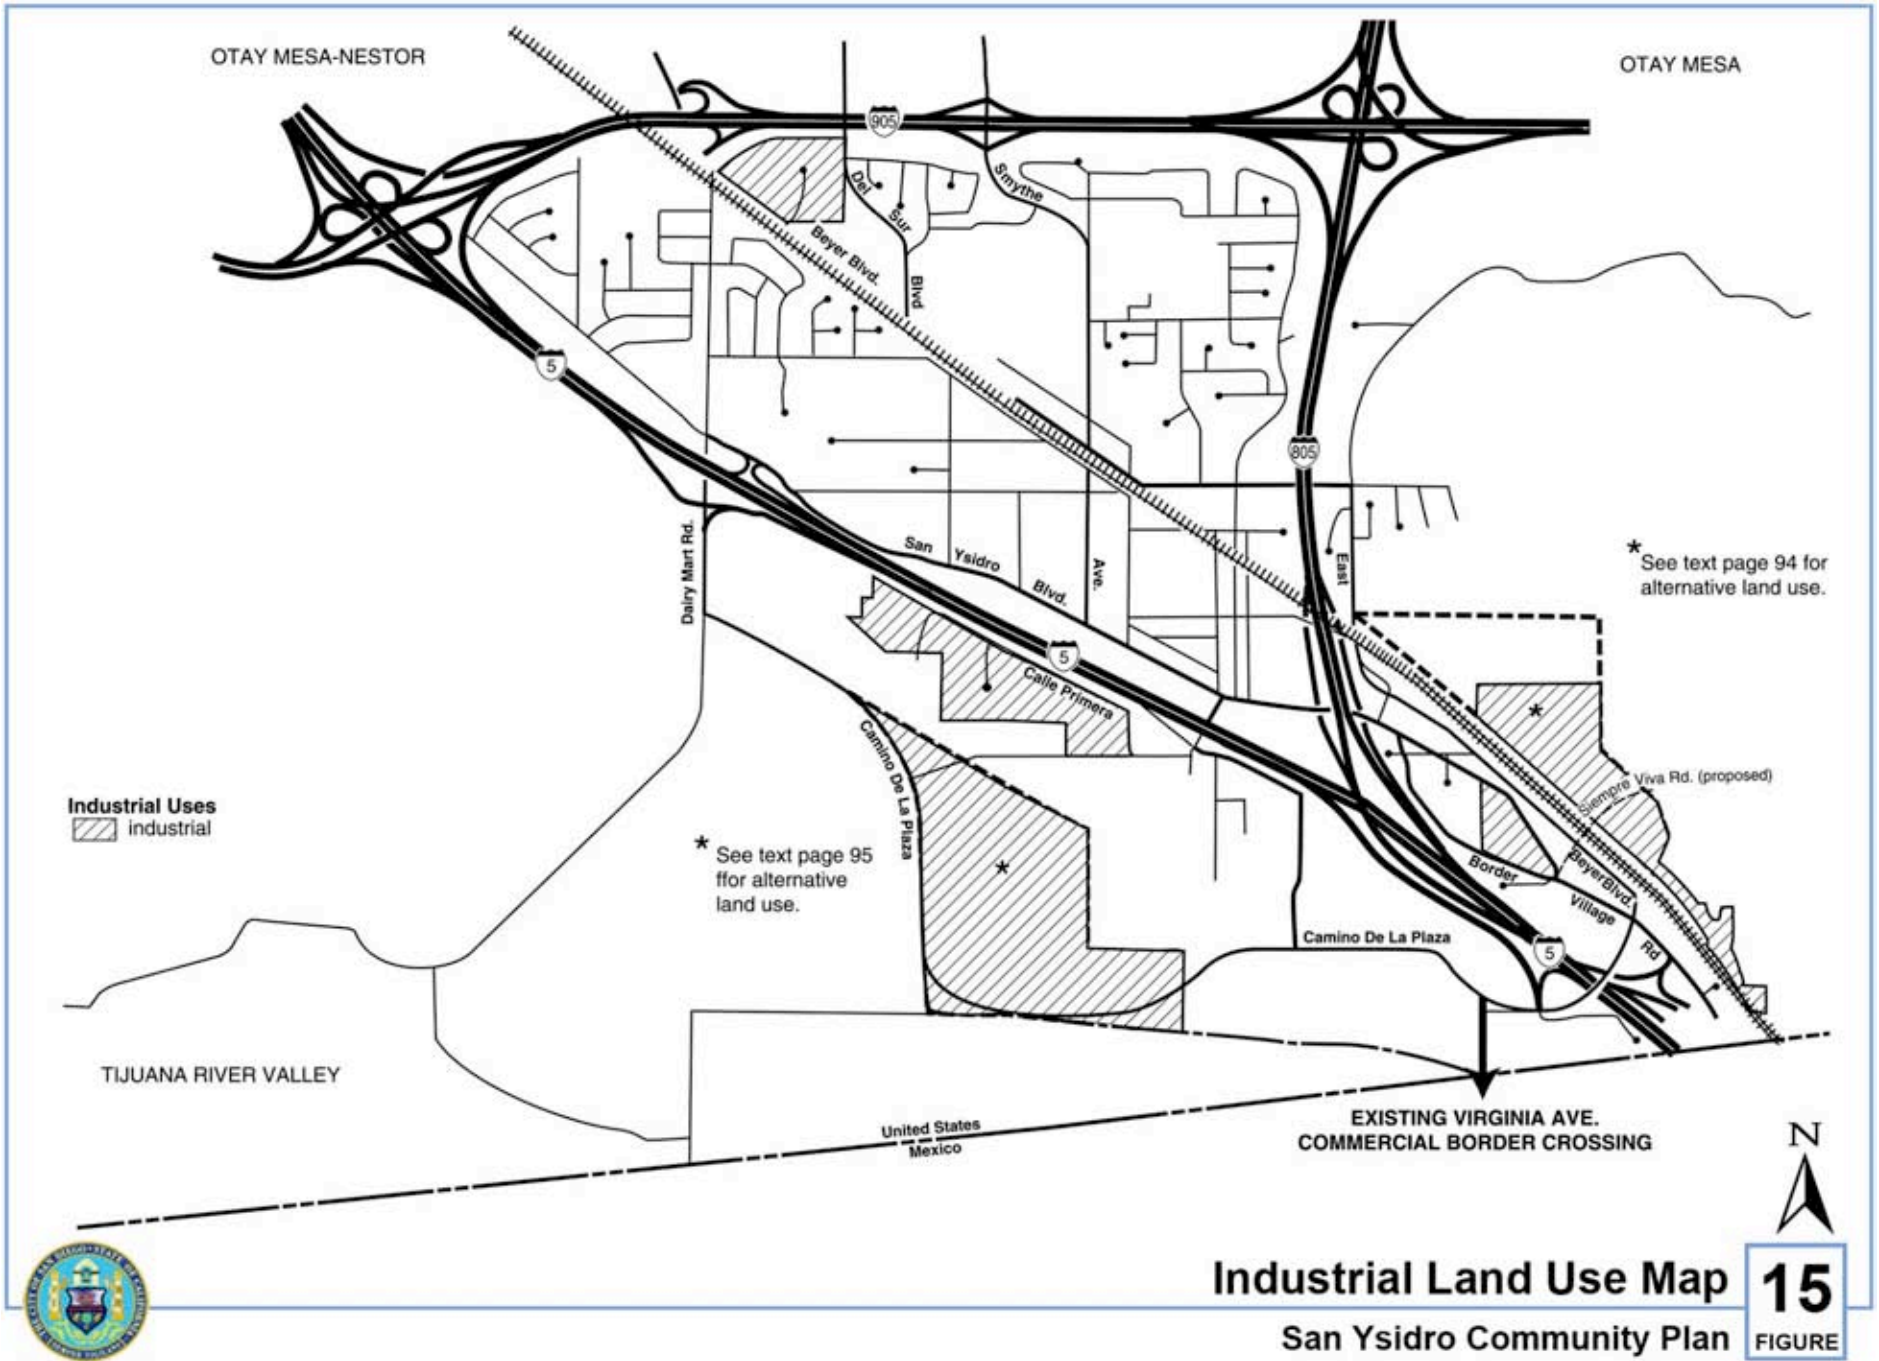 OTAY MESA-NESTOR
OTAY MESA
905
Del
Sur
Blvd
Smythe
Beyer Blvd.
5
805
Dairy Mart Rd.
San
Ysidro
Blvd.
Ave.
East
*
See text page 94 for
alternative land use.
5
Calle Primera
Camino De La Plaza
*
Siempre Viva Rd. (proposed)
Industrial Uses
industrial
*
See text page 95
ffor alternative
land use.
*
Border
Village
Rd
BeyerBlvd.
Camino De La Plaza
5
TIJUANA RIVER VALLEY
United States
Mexico
EXISTING VIRGINIA AVE.
COMMERCIAL BORDER CROSSING
N
Industrial Land Use Map
San Ysidro Community Plan
15
FIGURE